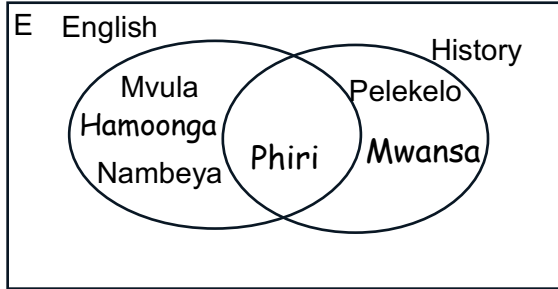 E English
History
Mvula
Pelekelo
Hamoonga
Phiri
Mwansa
Nambeya